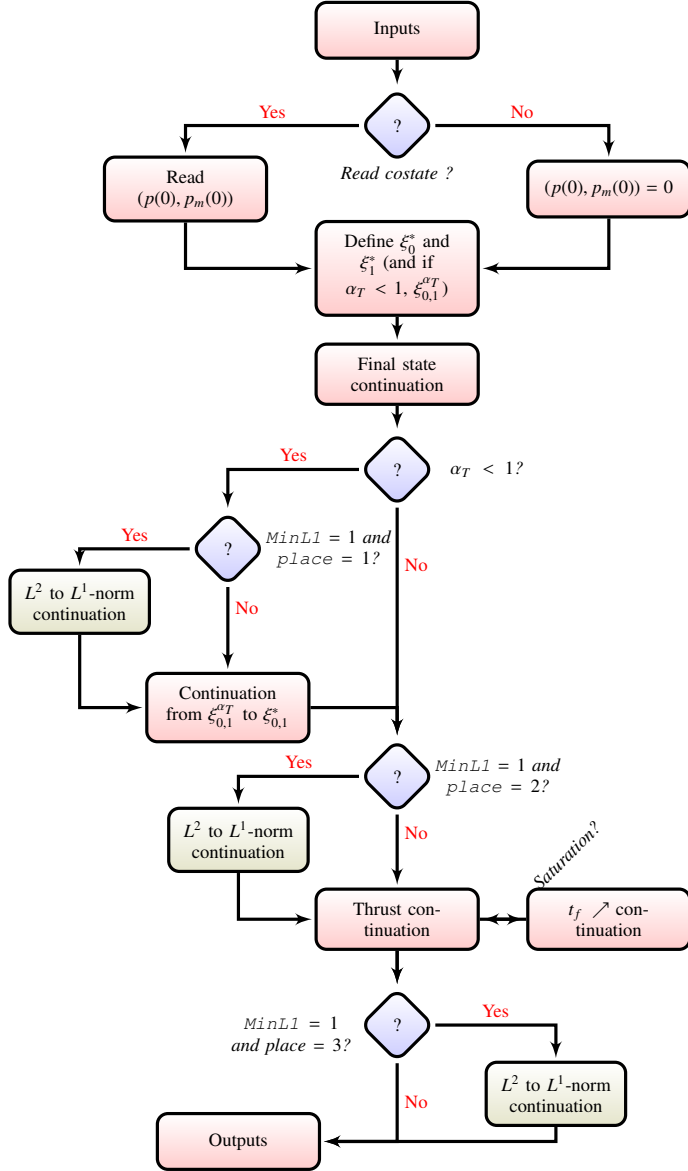 Inputs
Yes
?
No
Read costate ?
Read
(p(0), p_m(0))
(p(0), p_m(0)) = 0
Define ξ_0^* and
ξ_1^* (and if
α_T < 1, ξ_{0,1}^{α_T})
Final state
continuation
Yes
?
α_T < 1?
Yes
?
MinL1 = 1 and
place = 1?
No
L^2 to L^1-norm
continuation
No
Continuation
from ξ_{0,1}^{α_T} to ξ_{0,1}^*
Yes
?
MinL1 = 1 and
place = 2?
L^2 to L^1-norm
continuation
No
Saturation?
Thrust con-
tinuation
t_f ↗ con-
tinuation
MinL1 = 1
and place = 3?
?
Yes
L^2 to L^1-norm
continuation
No
Outputs